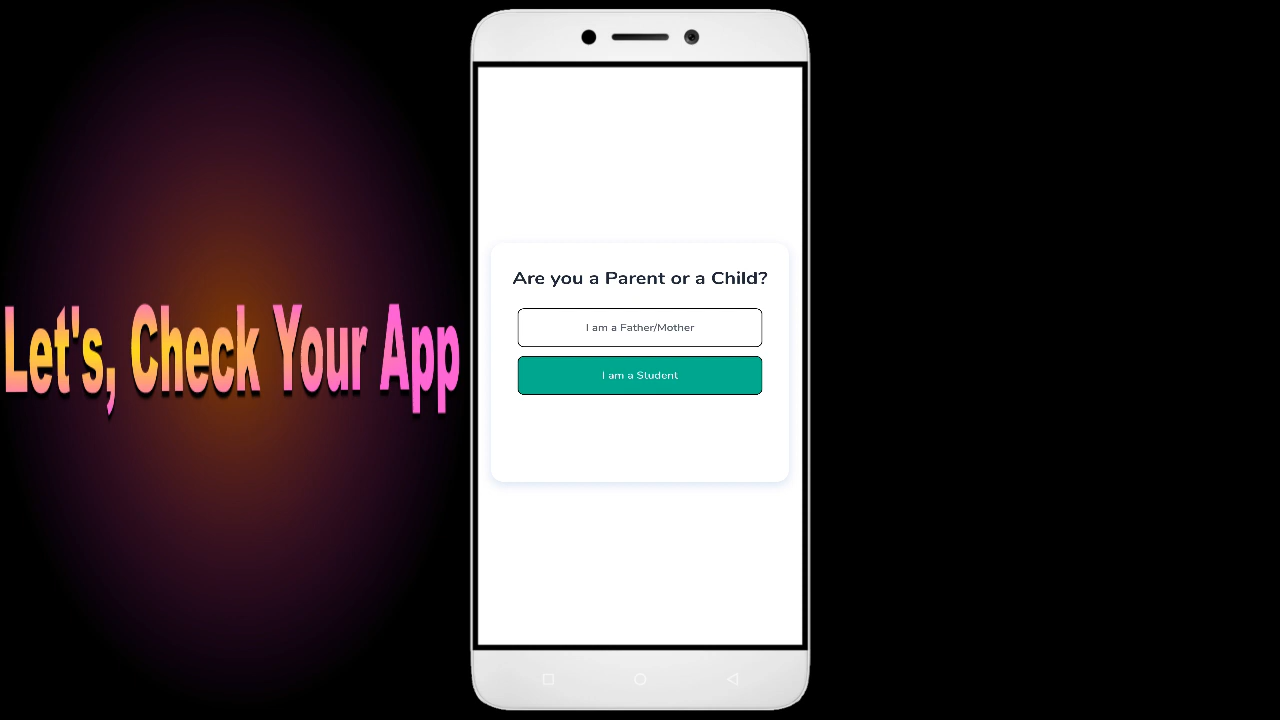 Let's, Check Your App
Are you a Parent or a Child?
I am a Father/Mother
I am a Student